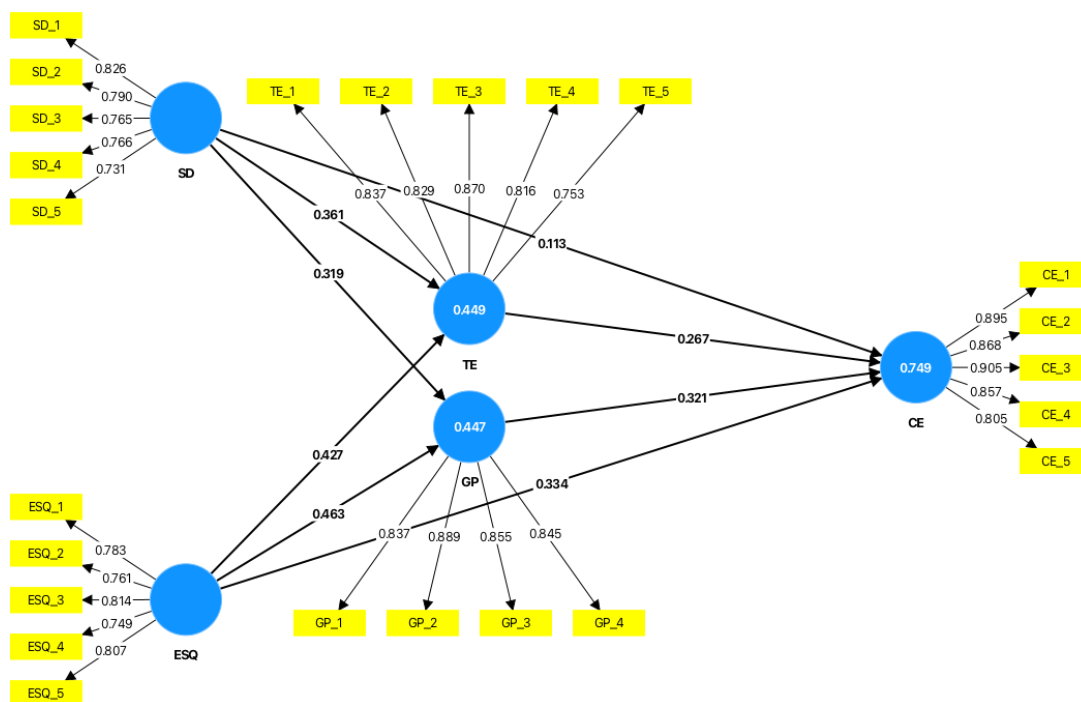 SD_1
SD_2
SD_3
SD_4
SD_5
0.826
0.790
0.765
0.766
0.731
SD
TE_1
TE_2
TE_3
TE_4
TE_5
0.837
0.829
0.870
0.816
0.753
0.361
0.319
0.113
0.449
TE
0.267
0.447
GP
0.321
0.427
0.463
0.334
0.749
CE
CE_1
CE_2
CE_3
CE_4
CE_5
0.895
0.868
0.905
0.857
0.805
ESQ_1
ESQ_2
ESQ_3
ESQ_4
ESQ_5
0.783
0.761
0.814
0.749
0.807
ESQ
0.837
0.889
0.855
0.845
GP_1
GP_2
GP_3
GP_4